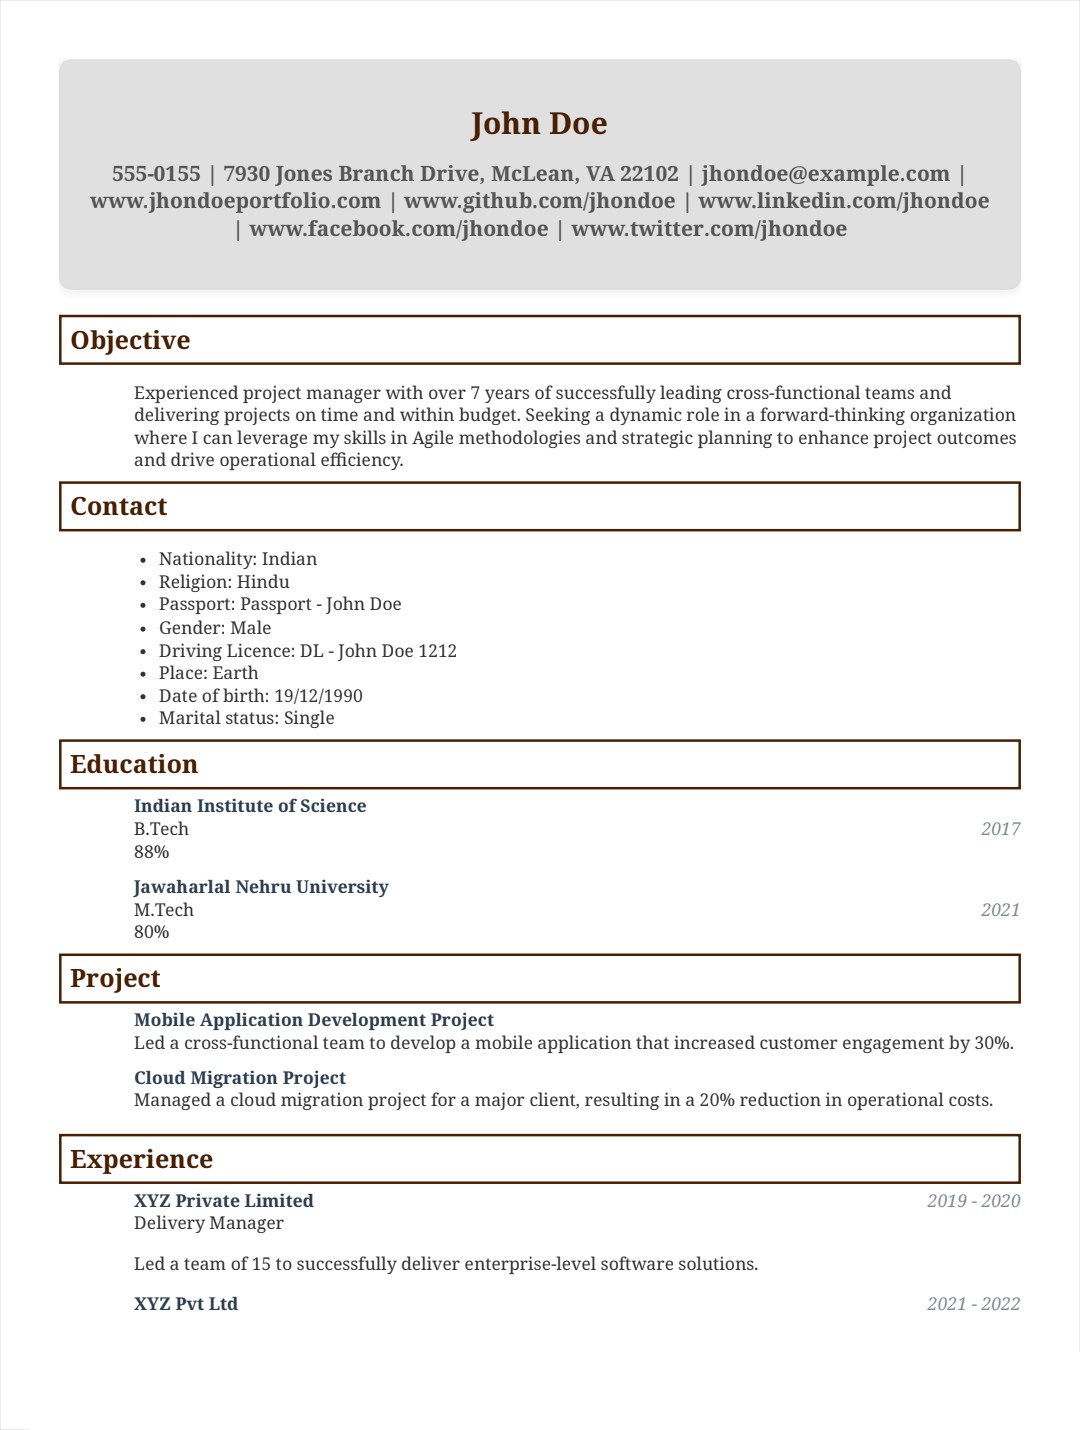 John Doe
555-0155 | 7930 Jones Branch Drive, McLean, VA 22102 | jhondoe@example.com |
www.jhondoeportfolio.com | www.github.com/jhondoe | www.linkedin.com/jhondoe
| www.facebook.com/jhondoe | www.twitter.com/jhondoe
Objective
Experienced project manager with over 7 years of successfully leading cross-functional teams and
delivering projects on time and within budget. Seeking a dynamic role in a forward-thinking organization
where I can leverage my skills in Agile methodologies and strategic planning to enhance project outcomes
and drive operational efficiency.
Contact
• Nationality: Indian
• Religion: Hindu
• Passport: Passport - John Doe
• Gender: Male
• Driving Licence: DL - John Doe 1212
• Place: Earth
• Date of birth: 19/12/1990
• Marital status: Single
Education
Indian Institute of Science
B.Tech 2017
88%
Jawaharlal Nehru University
M.Tech 2021
80%
Project
Mobile Application Development Project
Led a cross-functional team to develop a mobile application that increased customer engagement by 30%.
Cloud Migration Project
Managed a cloud migration project for a major client, resulting in a 20% reduction in operational costs.
Experience
XYZ Private Limited 2019 - 2020
Delivery Manager
Led a team of 15 to successfully deliver enterprise-level software solutions.
XYZ Pvt Ltd 2021 - 2022